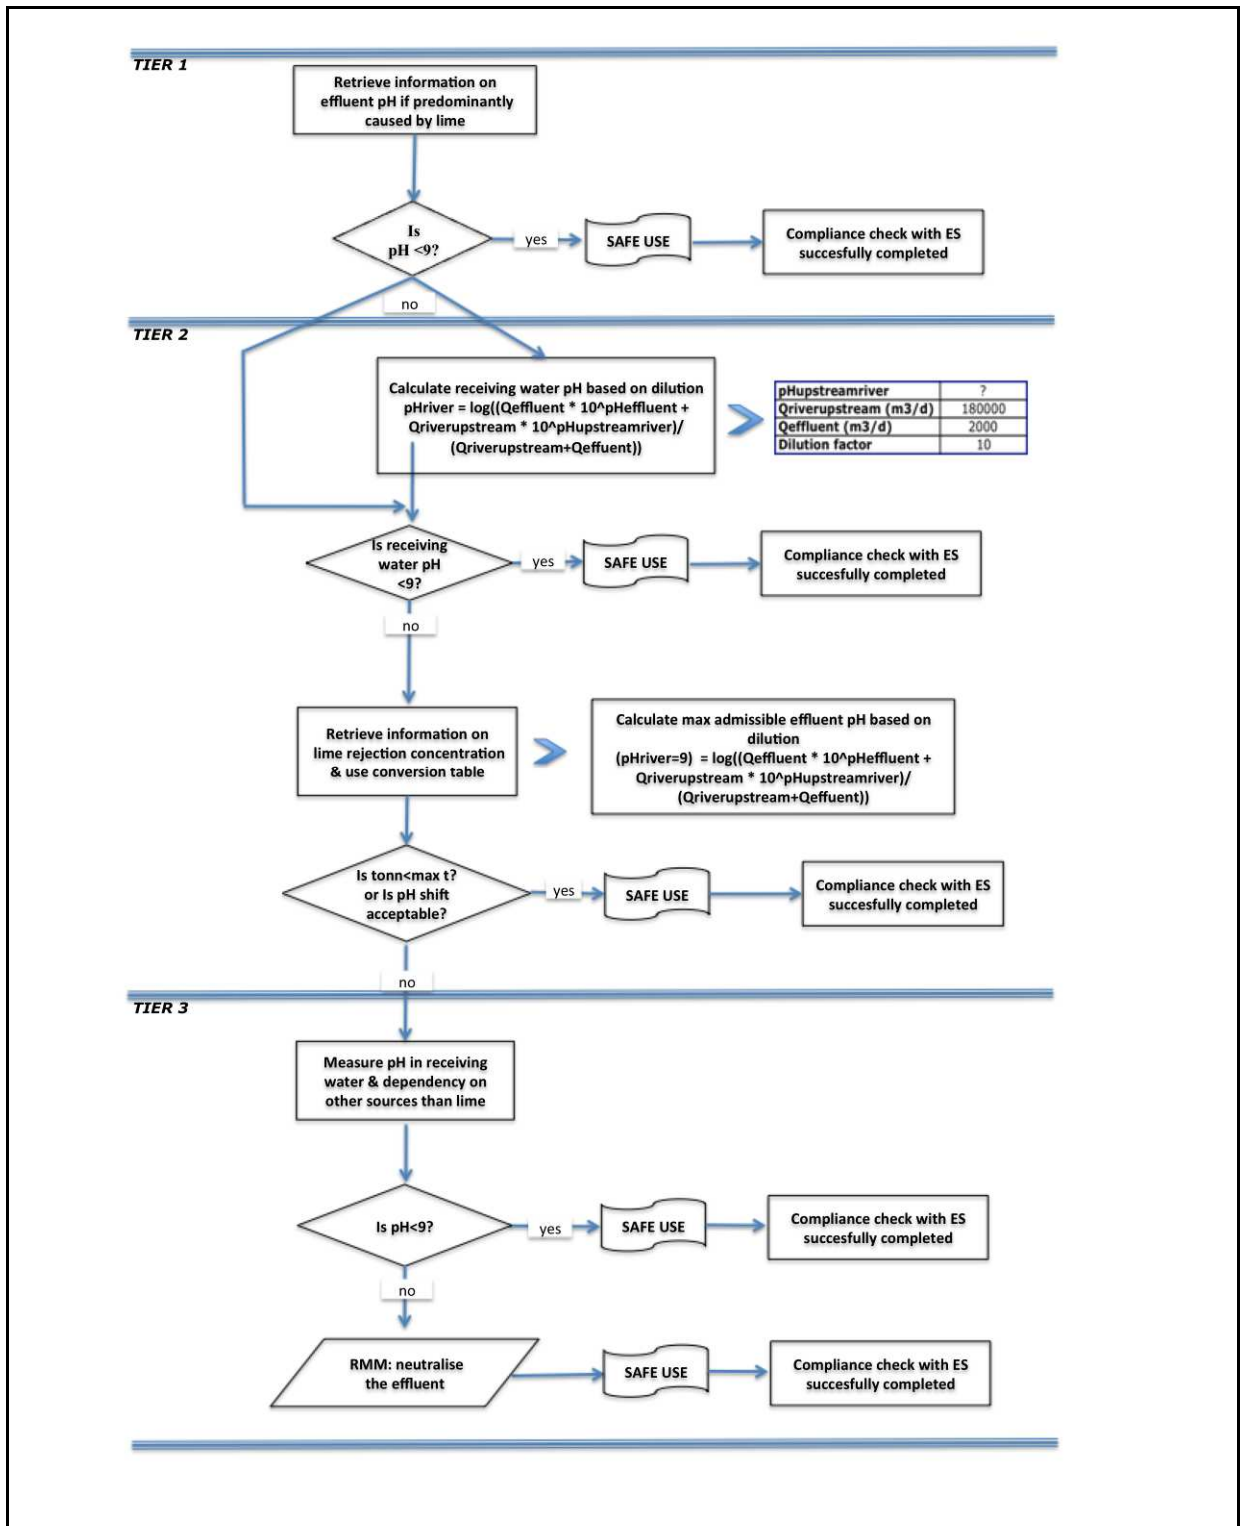 TIER 1
Retrieve information on
effluent pH if predominantly
caused by lime
Is
pH <9?
yes
SAFE USE
Compliance check with ES
succesfully completed
no
TIER 2
Calculate receiving water pH based on dilution
pHriver = log((Qeffluent * 10^pHeffluent +
Qriverupstream * 10^pHupstreamriver)/
(Qriverupstream+Qeffuent))
pHupstreamriver ?
Qriverupstream (m3/d) 180000
Qeffluent (m3/d) 2000
Dilution factor 10
Is receiving
water pH
<9?
yes
SAFE USE
Compliance check with ES
succesfully completed
no
Retrieve information on
lime rejection concentration
& use conversion table
Calculate max admissible effluent pH based on
dilution
(pHriver=9) = log((Qeffluent * 10^pHeffluent +
Qriverupstream * 10^pHupstreamriver)/
(Qriverupstream+Qeffuent))
Is tonn<max t?
or Is pH shift
acceptable?
yes
SAFE USE
Compliance check with ES
succesfully completed
no
TIER 3
Measure pH in receiving
water & dependency on
other sources than lime
Is pH<9?
yes
SAFE USE
Compliance check with ES
succesfully completed
no
RMM: neutralise
the effluent
SAFE USE
Compliance check with ES
succesfully completed